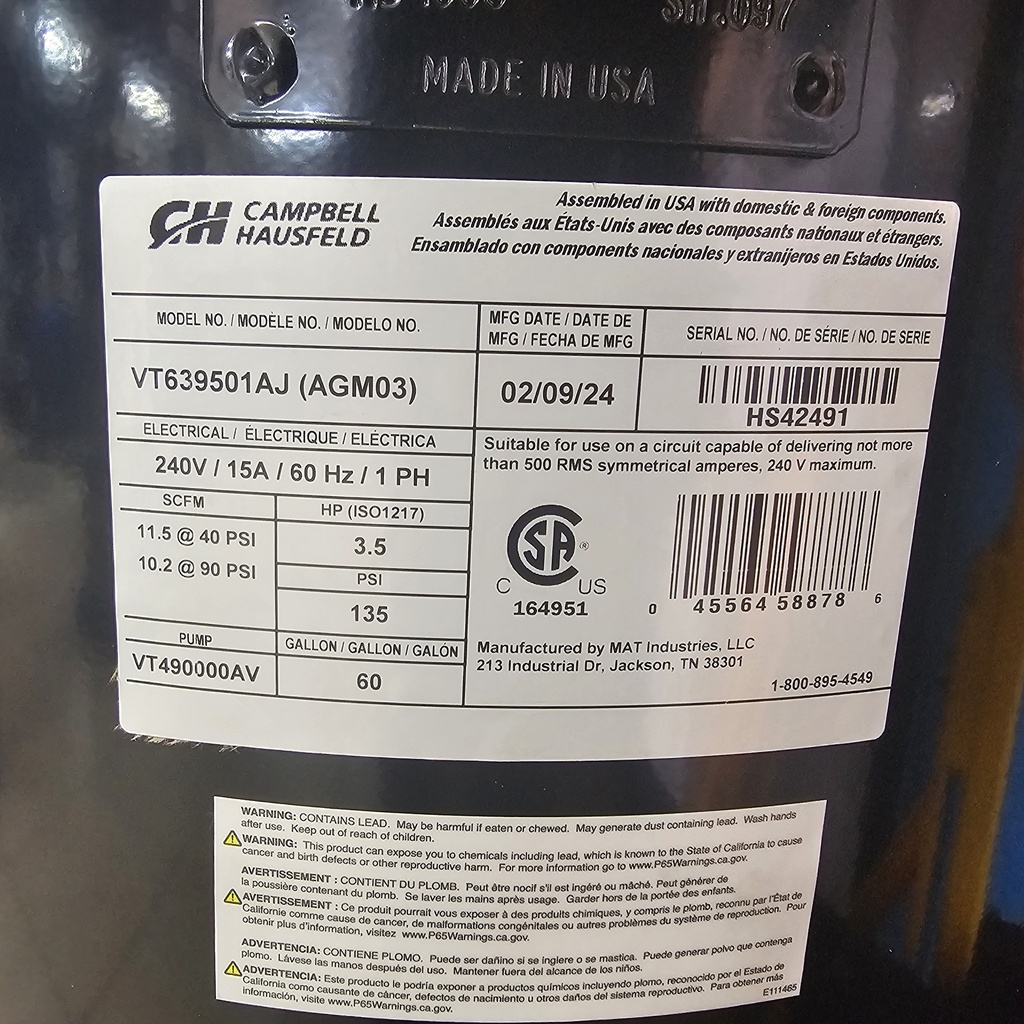 MADE IN USA
CH CAMPBELL
HAUSFELD
Assembled in USA with domestic & foreign components.
Assemblés aux États-Unis avec des composants nationaux et étrangers.
Ensamblado con componentes nacionales y extranijeros en Estados Unidos.
MODEL NO. / MODÈLE NO. / MODELO NO.
VT639501AJ (AGM03)
MFG DATE / DATE DE
MFG / FECHA DE MFG
02/09/24
SERIAL NO. / NO. DE SÉRIE / NO. DE SERIE
HS42491
ELECTRICAL / ÉLECTRIQUE / ELÉCTRICA
240V / 15A / 60 Hz / 1 PH
SCFM
11.5 @ 40 PSI
10.2 @ 90 PSI
HP (ISO1217)
3.5
PSI
135
PUMP
VT490000AV
GALLON / GALLON / GALÓN
60
Suitable for use on a circuit capable of delivering not more
than 500 RMS symmetrical amperes, 240 V maximum.
CSA ®
C US
164951
0 45564 58878 6
Manufactured by MAT Industries, LLC
213 Industrial Dr, Jackson, TN 38301
1-800-895-4549
WARNING: CONTAINS LEAD. May be harmful if eaten or chewed. May generate dust containing lead. Wash hands
after use. Keep out of reach of children.
WARNING: This product can expose you to chemicals including lead, which is known to the State of California to cause
cancer and birth defects or other reproductive harm. For more information go to www.P65Warnings.ca.gov.
AVERTISSEMENT : CONTIENT DU PLOMB. Peut être nocif s'il est ingéré ou mâché. Peut générer de
la poussière contenant du plomb. Se laver les mains après usage. Garder hors de la portée des enfants.
AVERTISSEMENT : Ce produit pourrait vous exposer à des produits chimiques, y compris le plomb, reconnu par l'État de
Californie comme cause de cancer, de malformations congénitales ou autres problèmes du système de reproduction. Pour
obtenir plus d'information, visitez www.P65Warnings.ca.gov.
ADVERTENCIA: CONTIENE PLOMO. Puede ser dañino si se ingiere o se mastica. Puede generar polvo que contenga
plomo. Lávese las manos después del uso. Mantener fuera del alcance de los niños.
ADVERTENCIA: Este producto le podría exponer a productos químicos incluyendo plomo, reconocido por el Estado de
California como causante de cáncer, defectos de nacimiento u otros daños del sistema reproductivo. Para obtener más
información, visite www.P65Warnings.ca.gov.
E111465